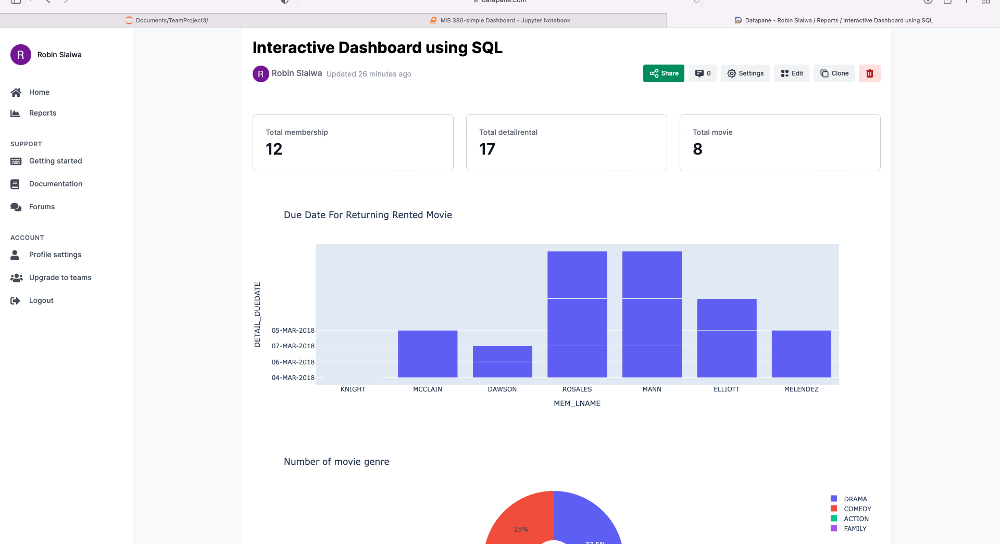 datapane.com
Documents/TeamProject3/
MIS 380-simple Dashboard - Jupyter Notebook
Datapane - Robin Slaiwa / Reports / Interactive Dashboard using SQL
R Robin Slaiwa
Home
Reports
SUPPORT
Getting started
Documentation
Forums
ACCOUNT
Profile settings
Upgrade to teams
Logout
Interactive Dashboard using SQL
R Robin Slaiwa Updated 26 minutes ago
Share 0 Settings Edit Clone
Total membership
12
Total detailrental
17
Total movie
8
Due Date For Returning Rented Movie
DETAIL_DUEDATE
05-MAR-2018
07-MAR-2018
06-MAR-2018
04-MAR-2018
KNIGHT MCCLAIN DAWSON ROSALES MANN ELLIOTT MELENDEZ
MEM_LNAME
Number of movie genre
25%
37.5%
DRAMA
COMEDY
ACTION
FAMILY